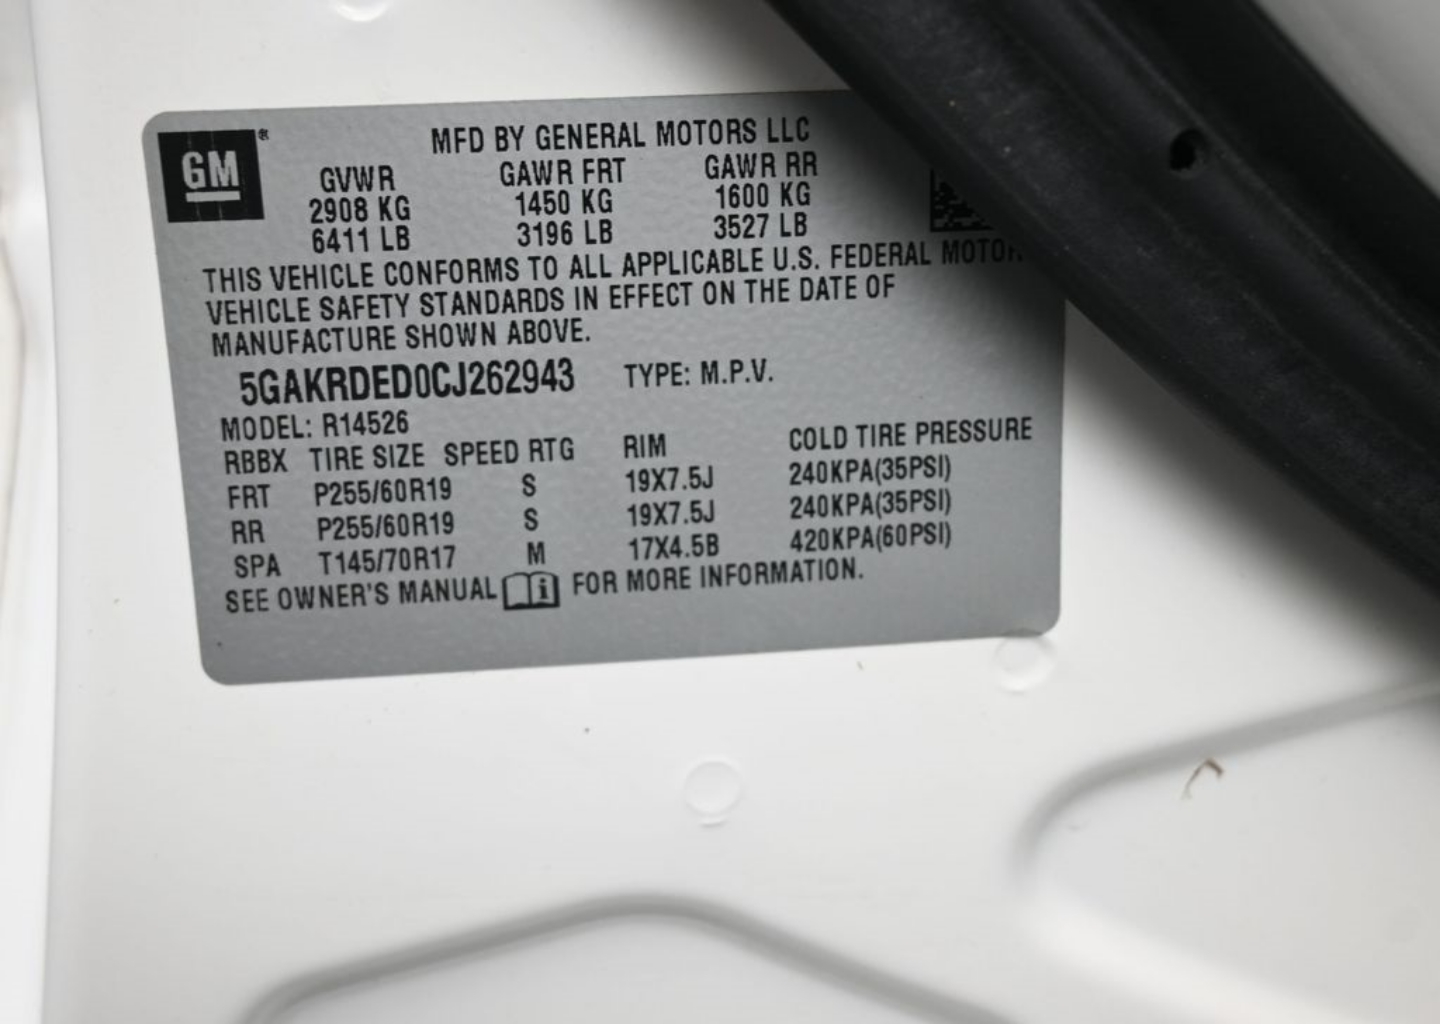 GM®
MFD BY GENERAL MOTORS LLC
GVWR GAWR FRT GAWR RR
2908 KG 1450 KG 1600 KG
6411 LB 3196 LB 3527 LB
THIS VEHICLE CONFORMS TO ALL APPLICABLE U.S. FEDERAL MOTOR
VEHICLE SAFETY STANDARDS IN EFFECT ON THE DATE OF
MANUFACTURE SHOWN ABOVE.
5GAKRDED0CJ262943 TYPE: M.P.V.
MODEL: R14526
RBBX TIRE SIZE SPEED RTG RIM COLD TIRE PRESSURE
FRT P255/60R19 S 19X7.5J 240KPA(35PSI)
RR P255/60R19 S 19X7.5J 240KPA(35PSI)
SPA T145/70R17 M 17X4.5B 420KPA(60PSI)
SEE OWNER'S MANUAL i FOR MORE INFORMATION.